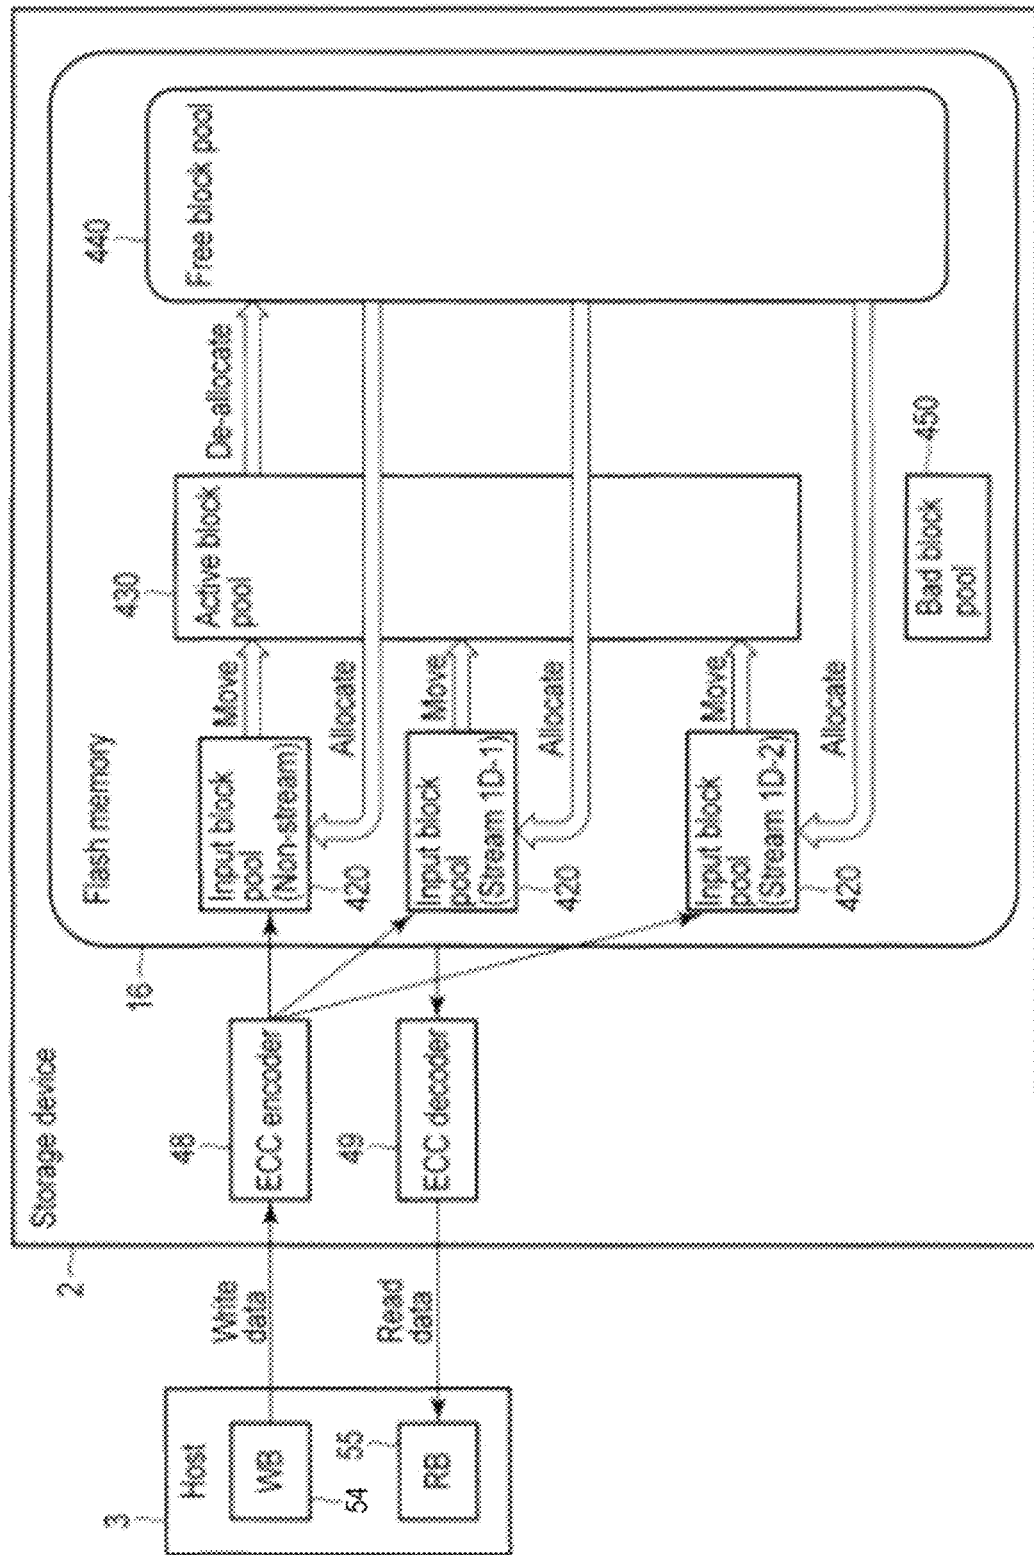 Storage device
2
Flash memory
16
Host
3
WB
54
RB
55
Write
data
Read
data
ECC encoder
48
ECC decoder
49
Input block
pool
(Non-stream)
420
Input block
pool
(Stream 1D-1)
420
Input block
pool
(Stream 1D-2)
420
Move
Allocate
Move
Allocate
Move
Allocate
Active block
pool
430
De-allocate
Free block pool
440
Bad block
pool
450